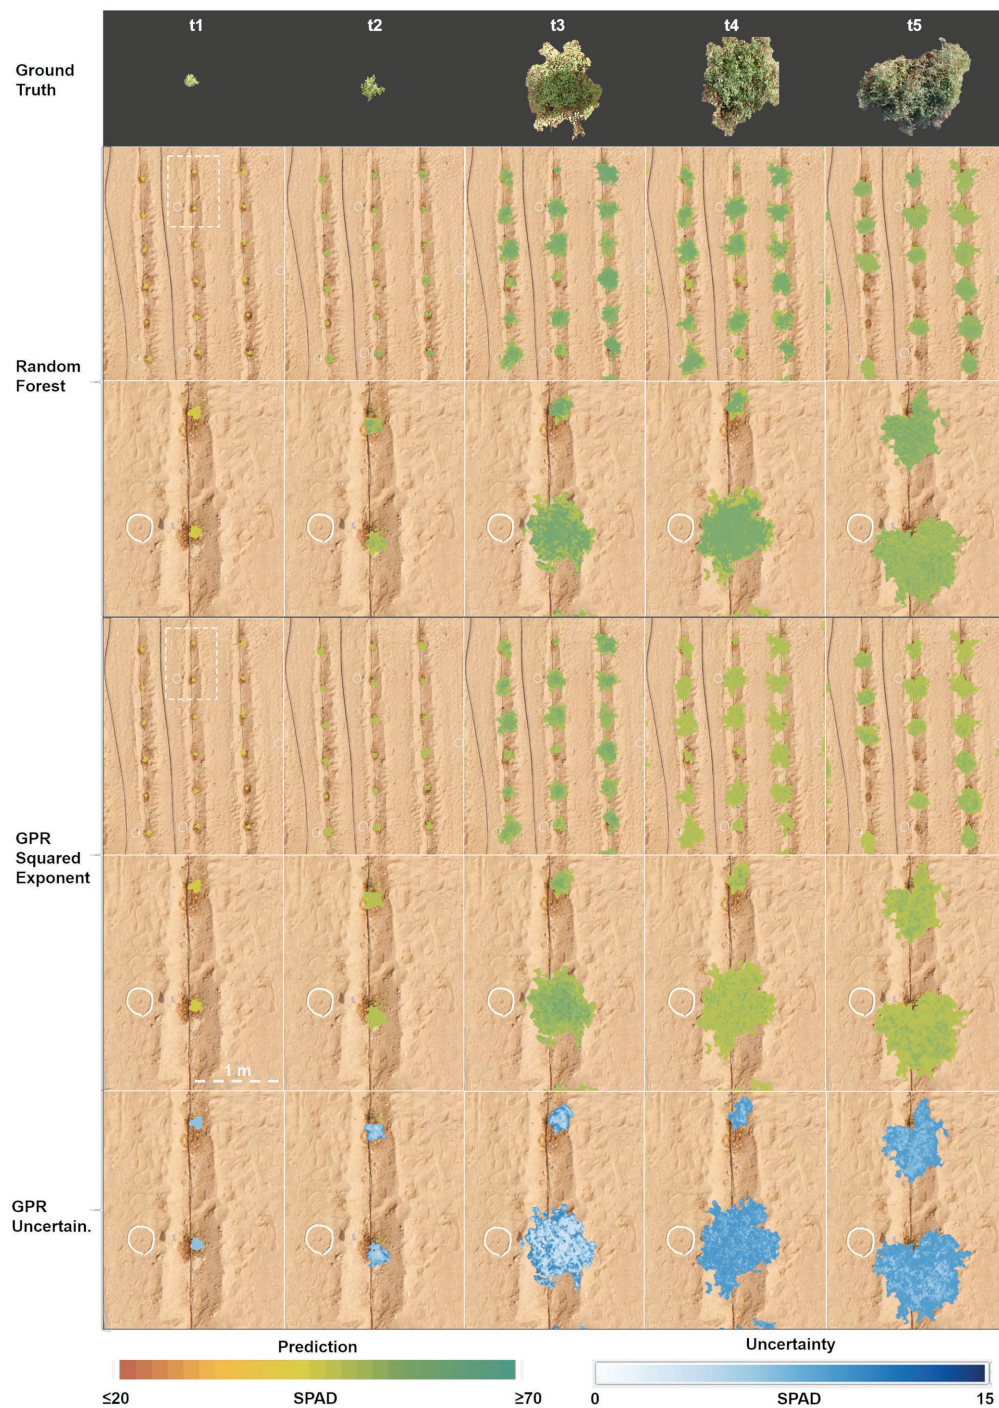 t1 t2 t3 t4 t5
Ground
Truth
Random
Forest
GPR
Squared
Exponent
1 m
GPR
Uncertain.
Prediction
Uncertainty
≤20 SPAD ≥70
0 SPAD 15